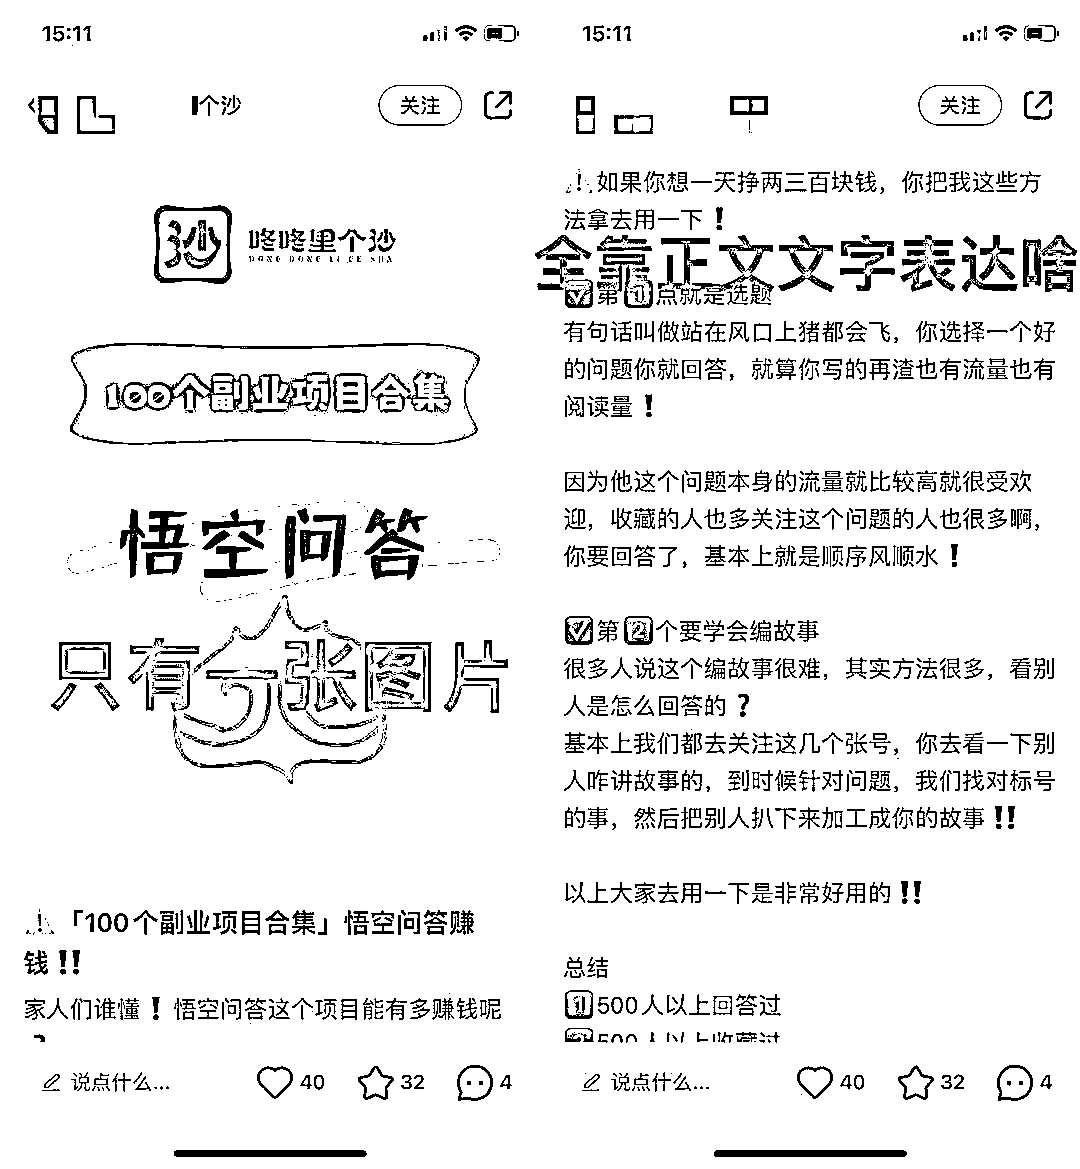 15:11
个沙
关注
沙
咚咚里个沙
DONG DONG LI GE SHA
100个副业项目合集
悟空问答
只有一张图片
「100个副业项目合集」悟空问答赚
钱‼
家人们谁懂❗悟空问答这个项目能有多赚钱呢
说点什么...
40
32
4
15:11
关注
如果你想一天挣两三百块钱，你把我这些方
法拿去用一下❗
全靠正文文字表达啥
✅第1️⃣点就是选题
有句话叫做站在风口上猪都会飞，你选择一个好
的问题你就回答，就算你写的再渣也有流量也有
阅读量❗
因为他这个问题本身的流量就比较高就很受欢
迎，收藏的人也多关注这个问题的人也很多啊，
你要回答了，基本上就是顺序风顺水❗
✅第2️⃣个要学会编故事
很多人说这个编故事很难，其实方法很多，看别
人是怎么回答的❓
基本上我们都去关注这几个张号，你去看一下别
人咋讲故事的，到时候针对问题，我们找对标号
的事，然后把别人扒下来加工成你的故事‼
以上大家去用一下是非常好用的‼
总结
1️⃣500人以上回答过
2️⃣500人以上收藏过
说点什么...
40
32
4